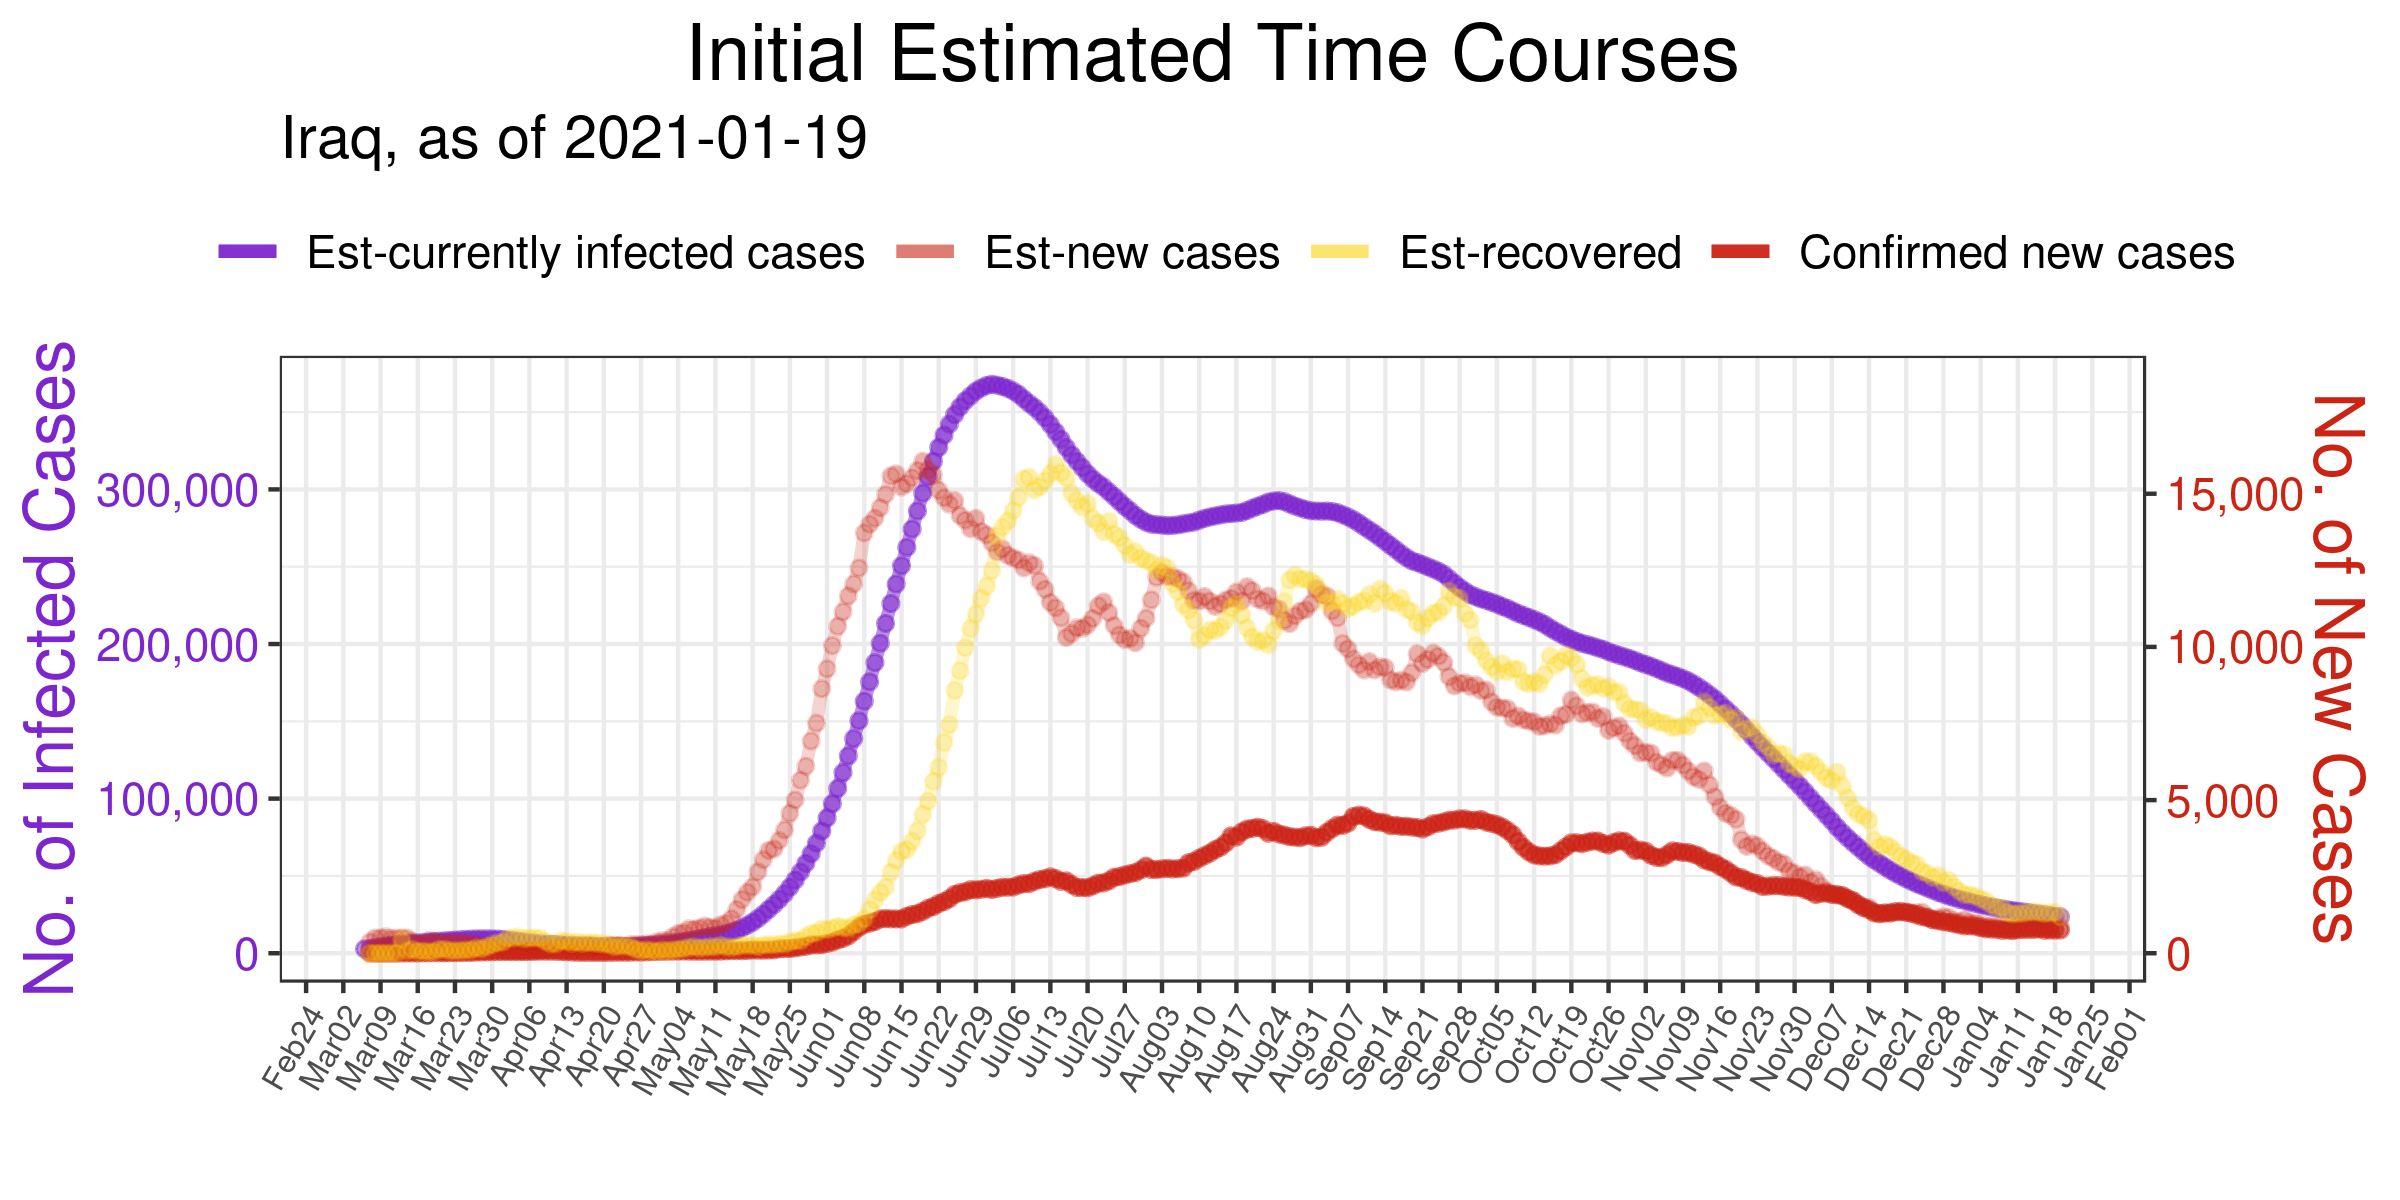 Initial Estimated Time Courses
Iraq, as of 2021-01-19
Est-currently infected cases Est-new cases Est-recovered Confirmed new cases
No. of Infected Cases
300,000
200,000
100,000
0
15,000
10,000
5,000
0
No. of New Cases
Feb24 Mar02 Mar09 Mar16 Mar23 Mar30 Apr06 Apr13 Apr20 Apr27 May04 May11 May18 May25 Jun01 Jun08 Jun15 Jun22 Jun29 Jul06 Jul13 Jul20 Jul27 Aug03 Aug10 Aug17 Aug24 Aug31 Sep07 Sep14 Sep21 Sep28 Oct05 Oct12 Oct19 Oct26 Nov02 Nov09 Nov16 Nov23 Nov30 Dec07 Dec14 Dec21 Dec28 Jan04 Jan11 Jan18 Jan25 Feb01